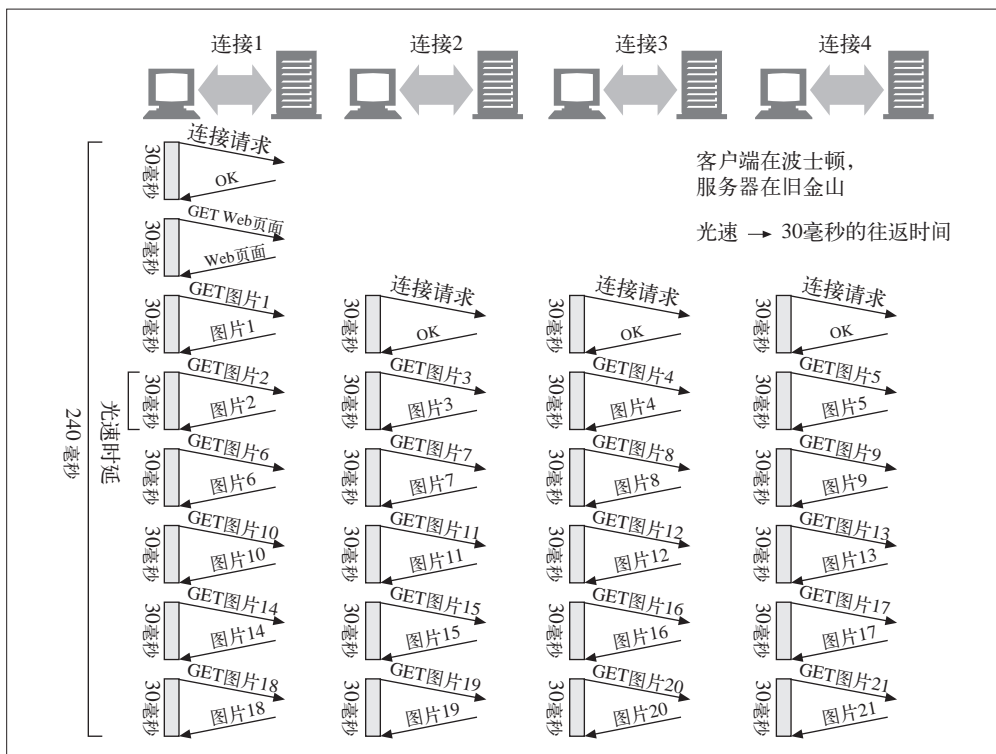 连接1
连接2
连接3
连接4
客户端在波士顿，
服务器在旧金山
光速 → 30毫秒的往返时间
240 毫秒
光速时延
30毫秒
连接请求
OK
30毫秒
GET Web页面
Web页面
30毫秒
GET图片1
图片1
30毫秒
连接请求
OK
30毫秒
连接请求
OK
30毫秒
连接请求
OK
30毫秒
GET图片2
图片2
30毫秒
GET图片3
图片3
30毫秒
GET图片4
图片4
30毫秒
GET图片5
图片5
30毫秒
GET图片6
图片6
30毫秒
GET图片7
图片7
30毫秒
GET图片8
图片8
30毫秒
GET图片9
图片9
30毫秒
GET图片10
图片10
30毫秒
GET图片11
图片11
30毫秒
GET图片12
图片12
30毫秒
GET图片13
图片13
30毫秒
GET图片14
图片14
30毫秒
GET图片15
图片15
30毫秒
GET图片16
图片16
30毫秒
GET图片17
图片17
30毫秒
GET图片18
图片18
30毫秒
GET图片19
图片19
30毫秒
GET图片20
图片20
30毫秒
GET图片21
图片21